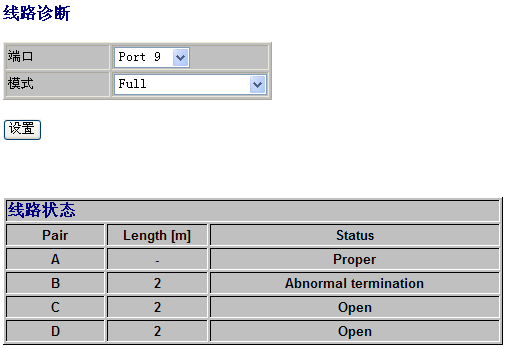 线路诊断
端口 Port 9
模式 Full
设置
线路状态
Pair Length [m] Status
A - Proper
B 2 Abnormal termination
C 2 Open
D 2 Open